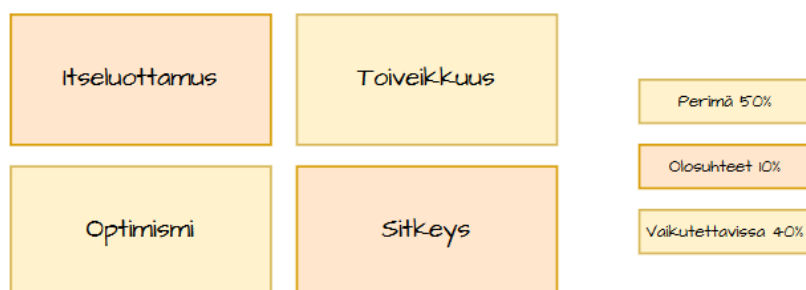 Itseluottamus
Toiveikkuus
Optimismi
Sitkeys
Perimä 50%
Olosuhteet 10%
Vaikutettavissa 40%